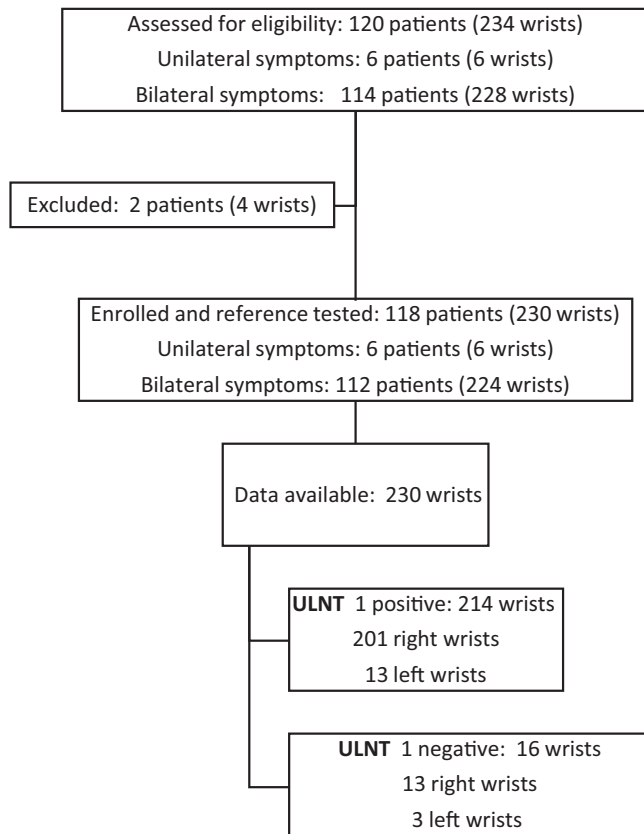 Assessed for eligibility: 120 patients (234 wrists)
Unilateral symptoms: 6 patients (6 wrists)
Bilateral symptoms: 114 patients (228 wrists)
Excluded: 2 patients (4 wrists)
Enrolled and reference tested: 118 patients (230 wrists)
Unilateral symptoms: 6 patients (6 wrists)
Bilateral symptoms: 112 patients (224 wrists)
Data available: 230 wrists
ULNT 1 positive: 214 wrists
201 right wrists
13 left wrists
ULNT 1 negative: 16 wrists
13 right wrists
3 left wrists